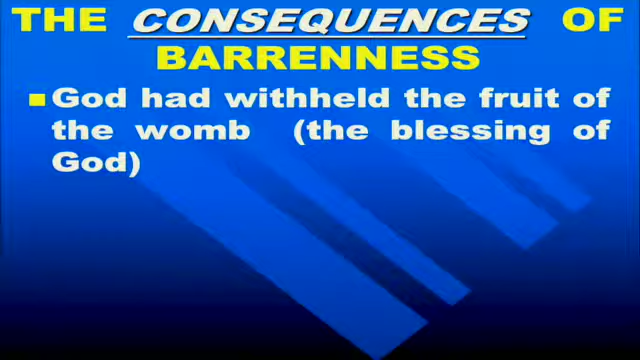 THE CONSEQUENCES OF
BARRENNESS
God had withheld the fruit of
the womb (the blessing of
God)